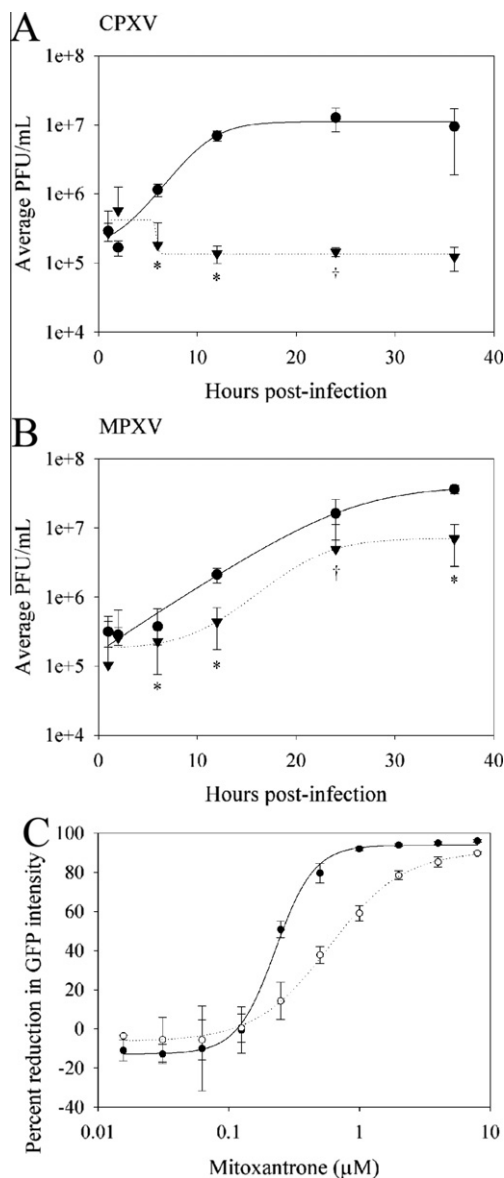 A CPXV
1e+8
1e+7
1e+6
1e+5
1e+4
Average PFU/mL
*
*
†
0 10 20 30 40
Hours post-infection
B MPXV
1e+8
1e+7
1e+6
1e+5
1e+4
Average PFU/mL
*
*
†
*
0 10 20 30 40
Hours post-infection
C
100
80
60
40
20
0
-20
-40
Percent reduction in GFP intensity
0.01 0.1 1 10
Mitoxantrone (µM)